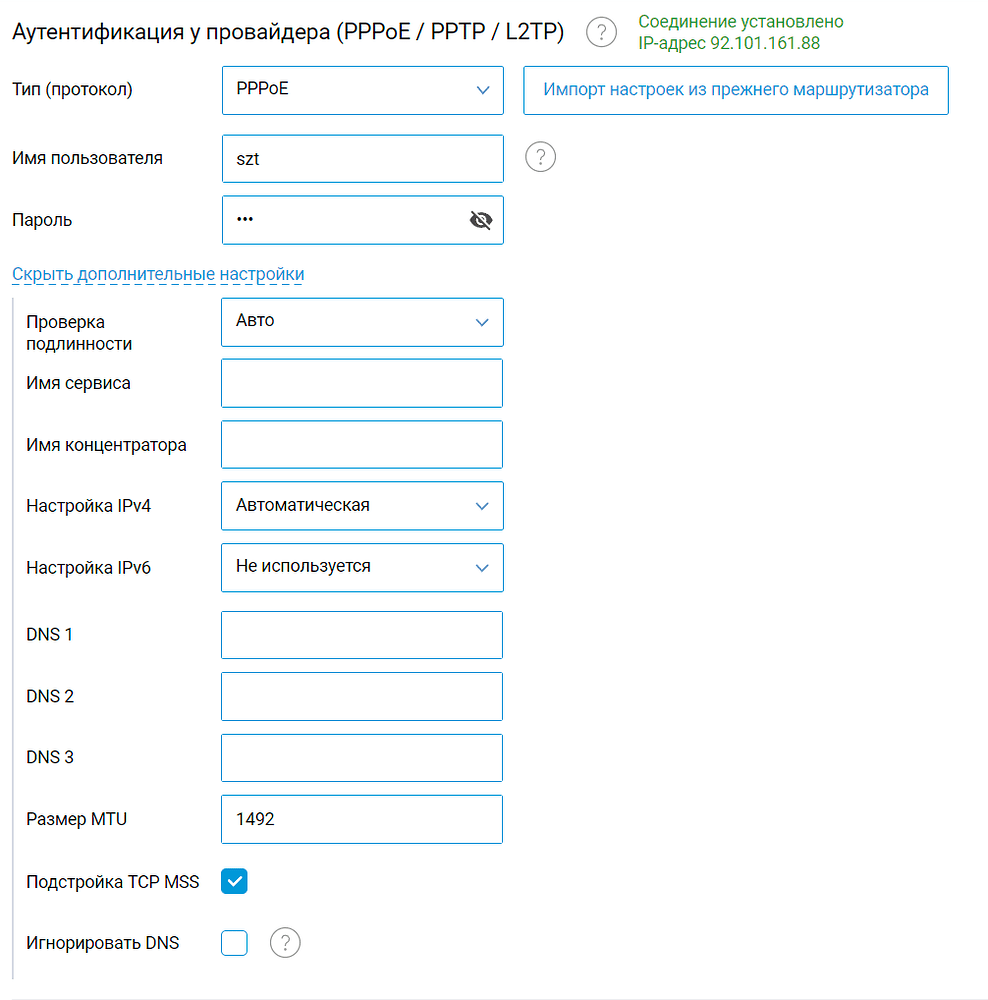 Аутентификация у провайдера (PPPoE / PPTP / L2TP) ?
Соединение установлено
IP-адрес 92.101.161.88
Тип (протокол) PPPoE Импорт настроек из прежнего маршрутизатора
Имя пользователя szt ?
Пароль •••
Скрыть дополнительные настройки
Проверка
подлинности
Авто
Имя сервиса
Имя концентратора
Настройка IPv4 Автоматическая
Настройка IPv6 Не используется
DNS 1
DNS 2
DNS 3
Размер MTU 1492
Подстройка TCP MSS
Игнорировать DNS ?